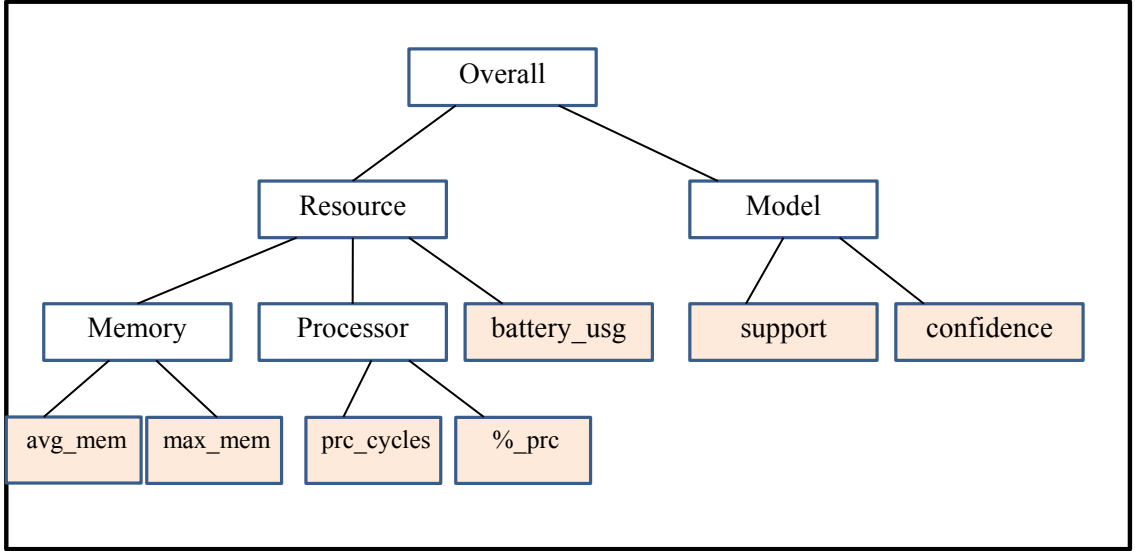 Overall
Resource
Model
Memory
Processor
battery_usg
support
confidence
avg_mem
max_mem
prc_cycles
%_prc